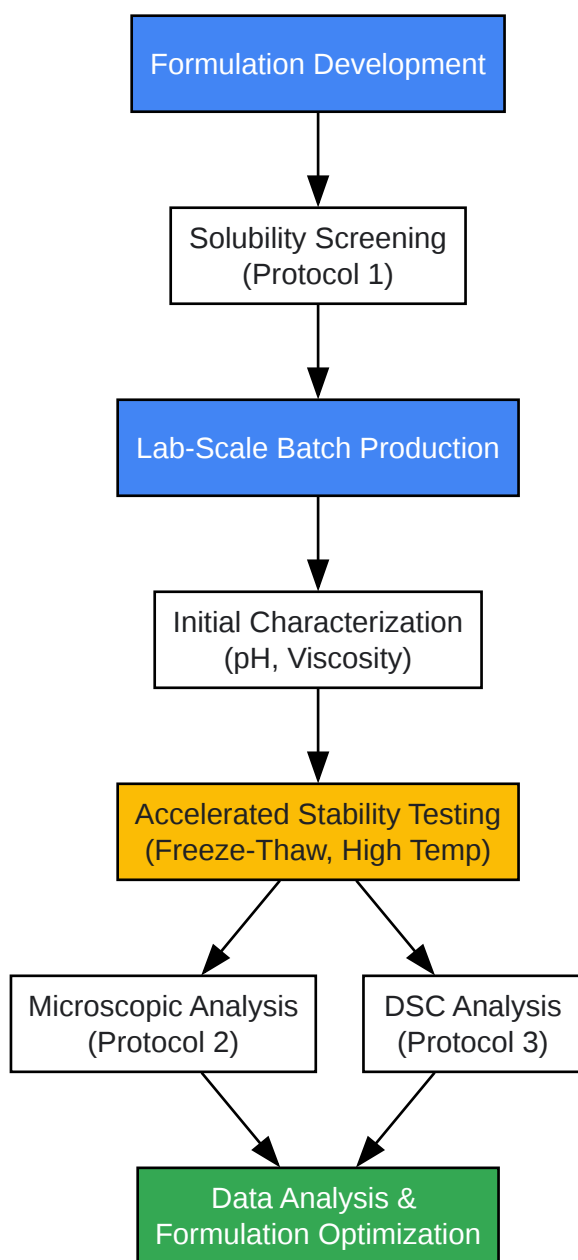 Formulation Development
Solubility Screening
(Protocol 1)
Lab-Scale Batch Production
Initial Characterization
(pH, Viscosity)
Accelerated Stability Testing
(Freeze-Thaw, High Temp)
Microscopic Analysis
(Protocol 2)
DSC Analysis
(Protocol 3)
Data Analysis &
Formulation Optimization